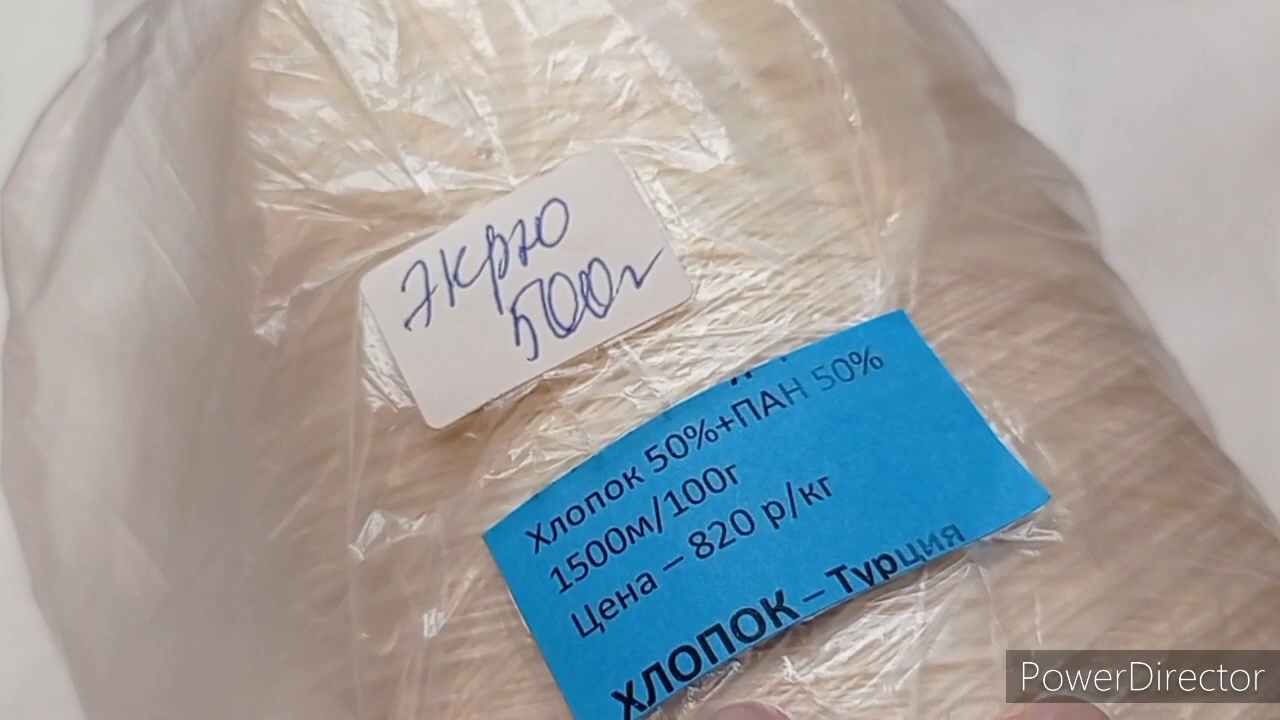 экрю
500г
Хлопок 50%+ПАН 50%
1500м/100г
Цена – 820 р/кг
ХЛОПОК – Турция
PowerDirector